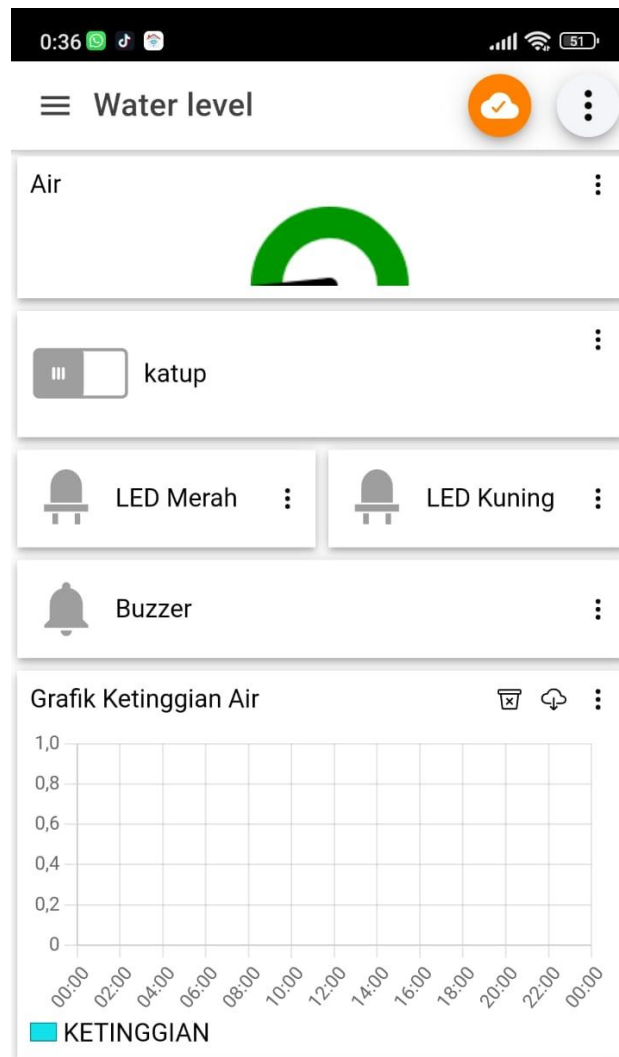 0:36
51
Water level
Air
katup
LED Merah
LED Kuning
Buzzer
Grafik Ketinggian Air
1,0
0,8
0,6
0,4
0,2
0
00:00 02:00 04:00 06:00 08:00 10:00 12:00 14:00 16:00 18:00 20:00 22:00 00:00
KETINGGIAN